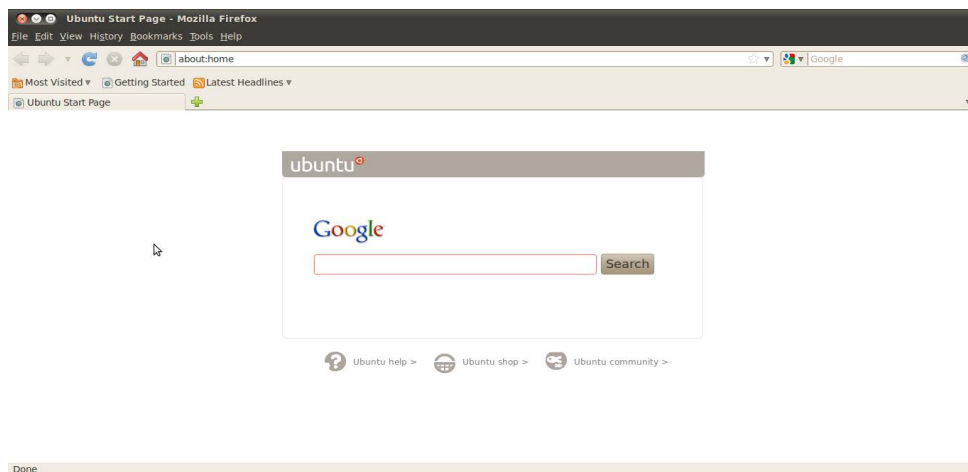 Ubuntu Start Page - Mozilla Firefox
File Edit View History Bookmarks Tools Help
about:home Google
Most Visited Getting Started Latest Headlines
Ubuntu Start Page
ubuntu
Google
Search
Ubuntu help > Ubuntu shop > Ubuntu community >
Done